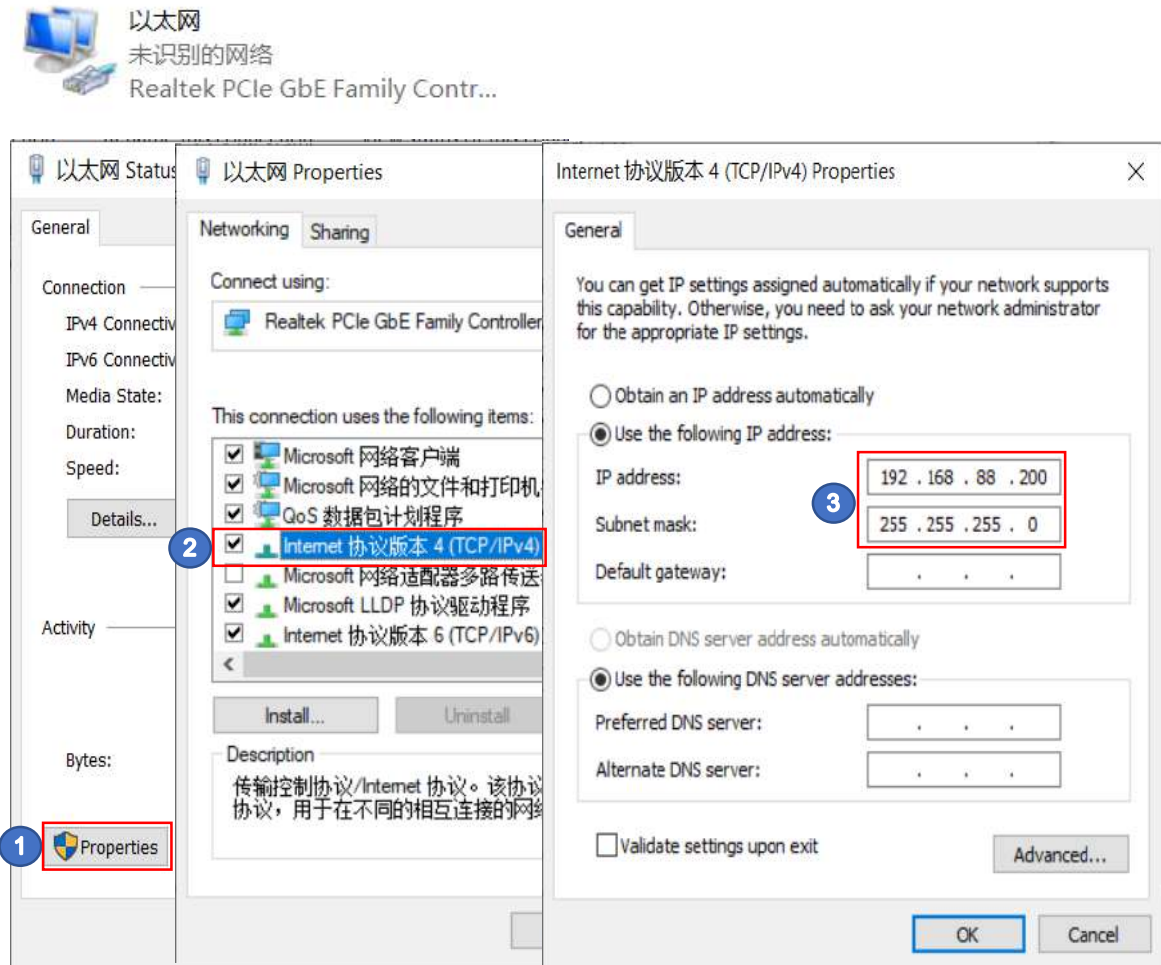 以太网
未识别的网络
Realtek PCIe GbE Family Contr...
以太网 Status
General
Connection
IPv4 Connectiv
IPv6 Connectiv
Media State:
Duration:
Speed:
Details...
Activity
Bytes:
1
Properties
以太网 Properties
Networking
Sharing
Connect using:
Realtek PCIe GbE Family Controller
This connection uses the following items:
Microsoft 网络客户端
Microsoft 网络的文件和打印机
QoS 数据包计划程序
2
Internet 协议版本 4 (TCP/IPv4)
Microsoft 网络适配器多路传送
Microsoft LLDP 协议驱动程序
Internet 协议版本 6 (TCP/IPv6)
Install...
Uninstall
Description
传输控制协议/Internet 协议。该协议
协议，用于在不同的相互连接的网络
Internet 协议版本 4 (TCP/IPv4) Properties
General
You can get IP settings assigned automatically if your network supports
this capability. Otherwise, you need to ask your network administrator
for the appropriate IP settings.
Obtain an IP address automatically
Use the following IP address:
IP address:
192 . 168 . 88 . 200
3
Subnet mask:
255 . 255 . 255 . 0
Default gateway:
. . .
Obtain DNS server address automatically
Use the following DNS server addresses:
Preferred DNS server:
. . .
Alternate DNS server:
. . .
Validate settings upon exit
Advanced...
OK
Cancel